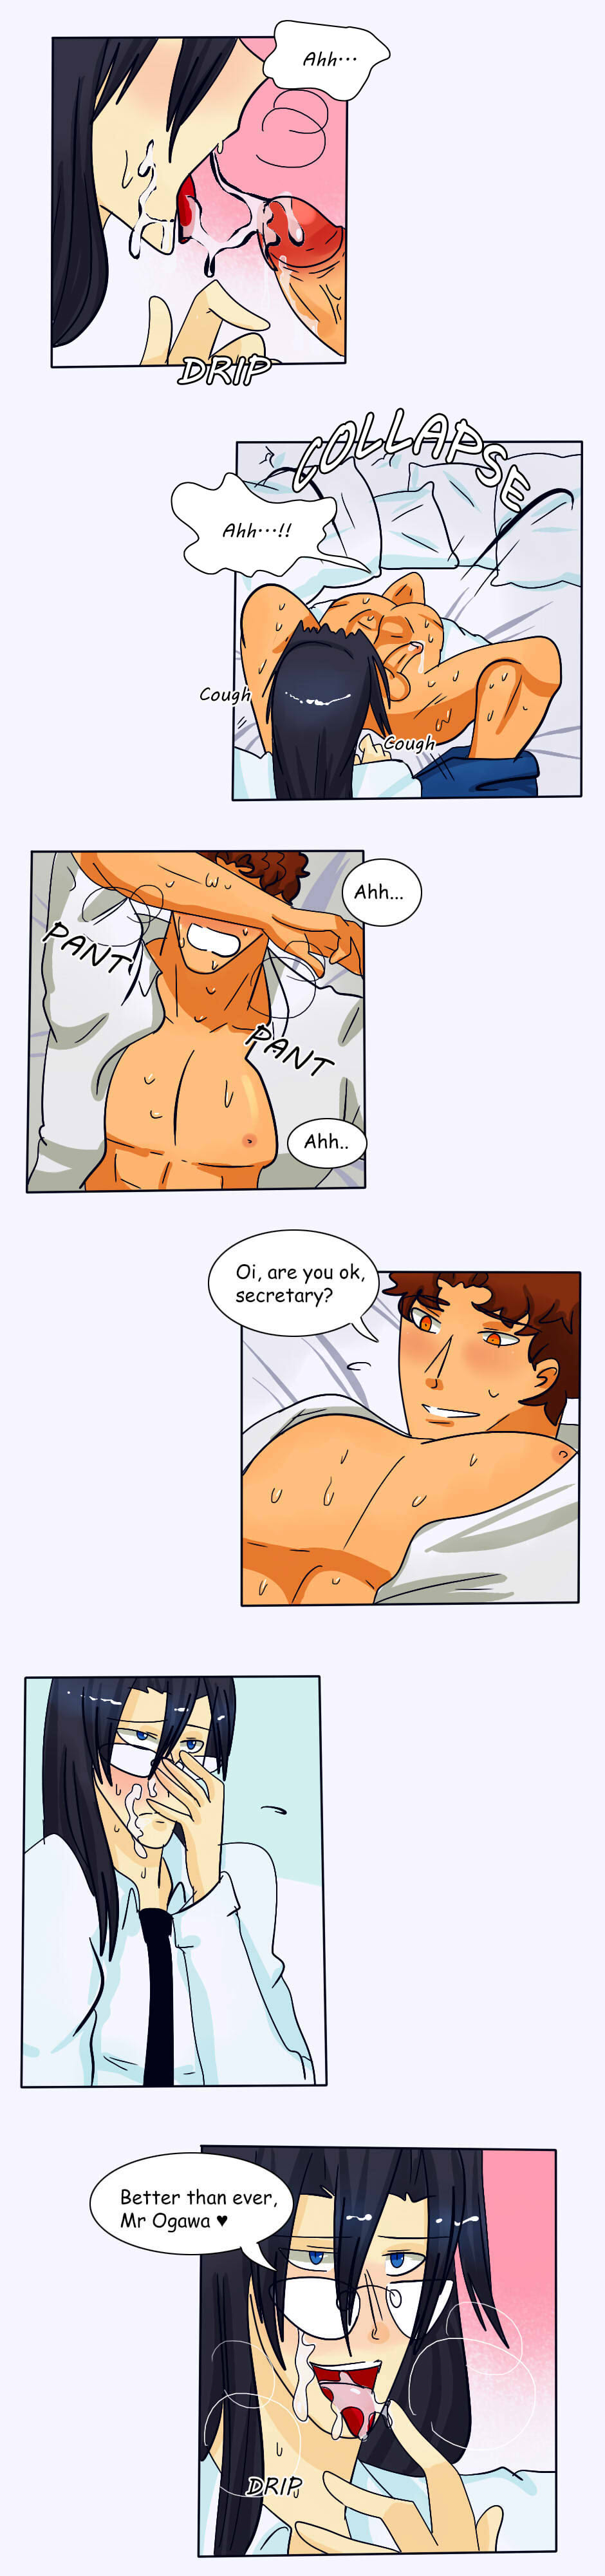 Ahh...
DRIP
COLLAPSE
Ahh...!!
Cough
Cough
Ahh...
PANT
PANT
Ahh..
Oi, are you ok,
secretary?
Better than ever,
Mr Ogawa ♥
DRIP